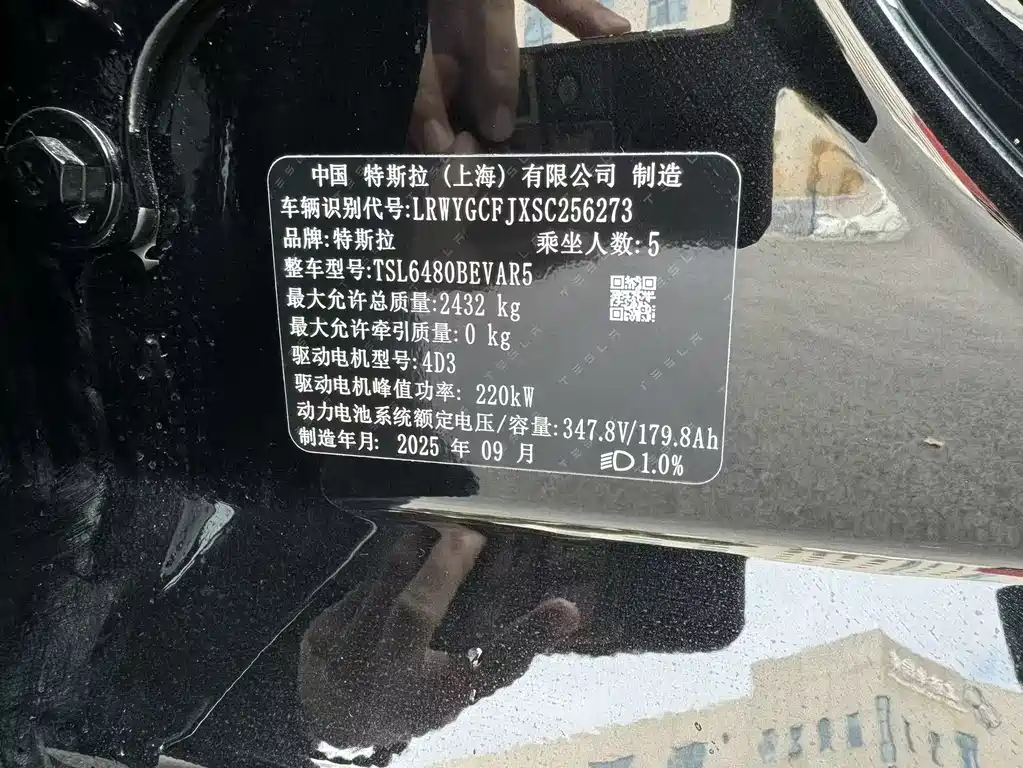 中国 特斯拉 (上海) 有限公司 制造
车辆识别代号:LRWYGCFJXSC256273
品牌:特斯拉 乘坐人数:5
整车型号:TSL6480BEVAR5
最大允许总质量:2432 kg
最大允许牵引质量:0 kg
驱动电机型号:4D3
驱动电机峰值功率: 220kW
动力电池系统额定电压/容量:347.8V/179.8Ah
制造年月: 2025 年 09 月 1.0%